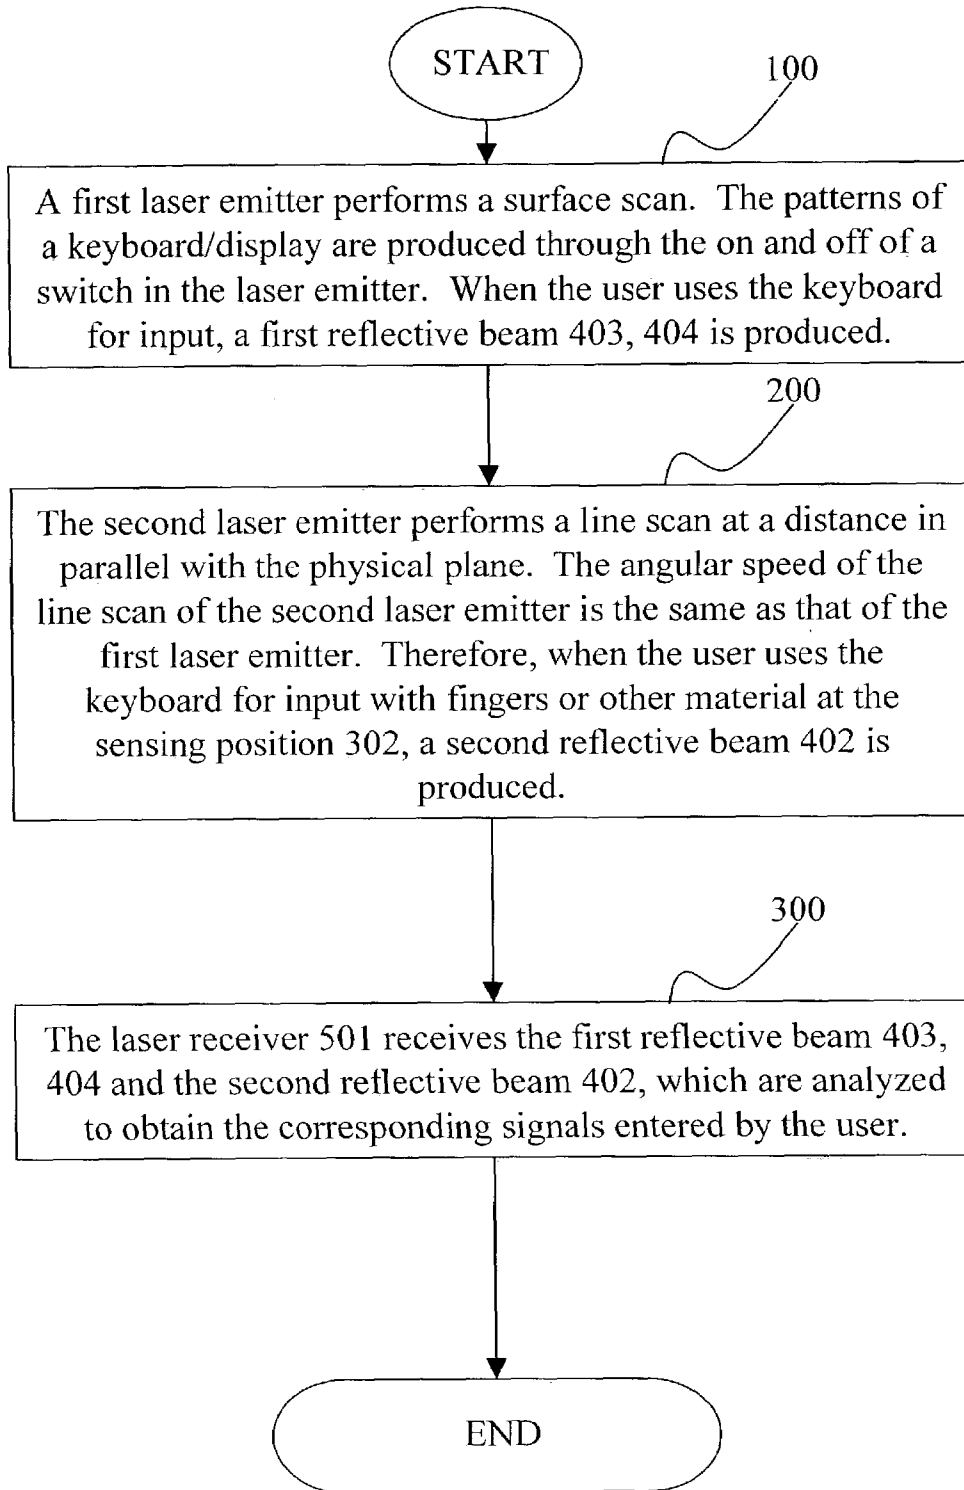 START
100
A first laser emitter performs a surface scan. The patterns of
a keyboard/display are produced through the on and off of a
switch in the laser emitter. When the user uses the keyboard
for input, a first reflective beam 403, 404 is produced.
200
The second laser emitter performs a line scan at a distance in
parallel with the physical plane. The angular speed of the
line scan of the second laser emitter is the same as that of the
first laser emitter. Therefore, when the user uses the
keyboard for input with fingers or other material at the
sensing position 302, a second reflective beam 402 is
produced.
300
The laser receiver 501 receives the first reflective beam 403,
404 and the second reflective beam 402, which are analyzed
to obtain the corresponding signals entered by the user.
END